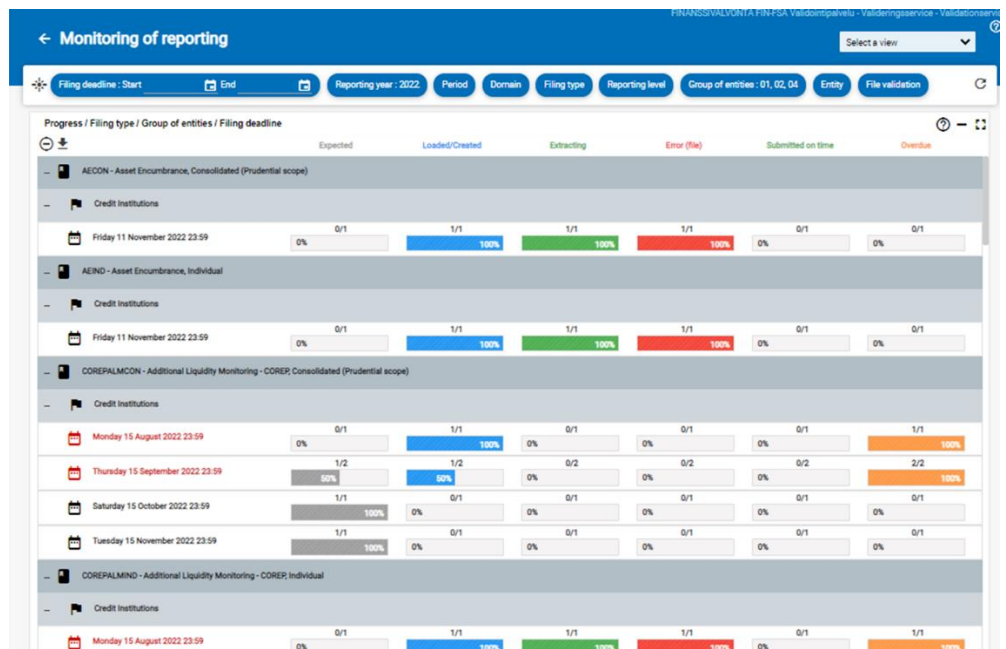 FINANSSIVALVONTA FIN-FSA Validointipalvelu - Valideringsservice - Validationservic
Monitoring of reporting
Select a view
Filing deadline : Start End Reporting year : 2022 Period Domain Filing type Reporting level Group of entities : 01, 02, 04 Entity File validation
Progress / Filing type / Group of entities / Filing deadline
Expected Loaded/Created Extracting Error (file) Submitted on time Overdue
AECON - Asset Encumbrance, Consolidated (Prudential scope)
Credit Institutions
0/1 1/1 1/1 1/1 0/1 0/1
Friday 11 November 2022 23:59
0% 100% 100% 100% 0% 0%
AEIND - Asset Encumbrance, Individual
Credit Institutions
0/1 1/1 1/1 1/1 0/1 0/1
Friday 11 November 2022 23:59
0% 100% 100% 100% 0% 0%
COREPALMCON - Additional Liquidity Monitoring - COREP, Consolidated (Prudential scope)
Credit Institutions
0/1 1/1 0/1 0/1 0/1 1/1
Monday 15 August 2022 23:59
0% 100% 0% 0% 0% 100%
1/2 1/2 0/2 0/2 0/2 2/2
Thursday 15 September 2022 23:59
50% 50% 0% 0% 0% 100%
1/1 0/1 0/1 0/1 0/1 0/1
Saturday 15 October 2022 23:59
100% 0% 0% 0% 0% 0%
1/1 0/1 0/1 0/1 0/1 0/1
Tuesday 15 November 2022 23:59
100% 0% 0% 0% 0% 0%
COREPALMIND - Additional Liquidity Monitoring - COREP, Individual
Credit Institutions
0/1 1/1 1/1 1/1 0/1 1/1
Monday 15 August 2022 23:59
0% 100% 100% 100% 0% 100%